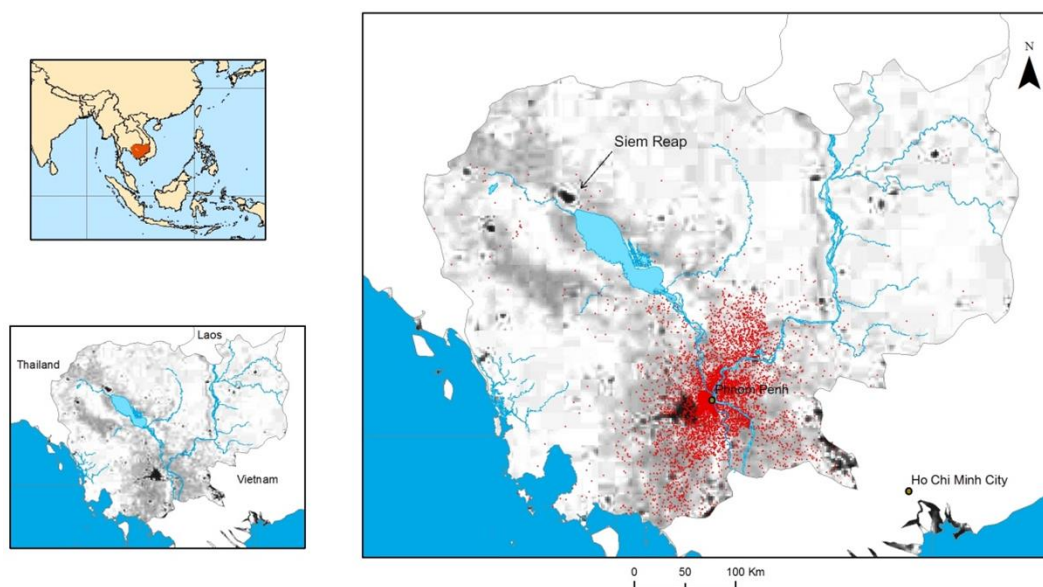 N
Siem Reap
Phnom Penh
Ho Chi Minh City
0 50 100 Km
Laos
Thailand
Vietnam